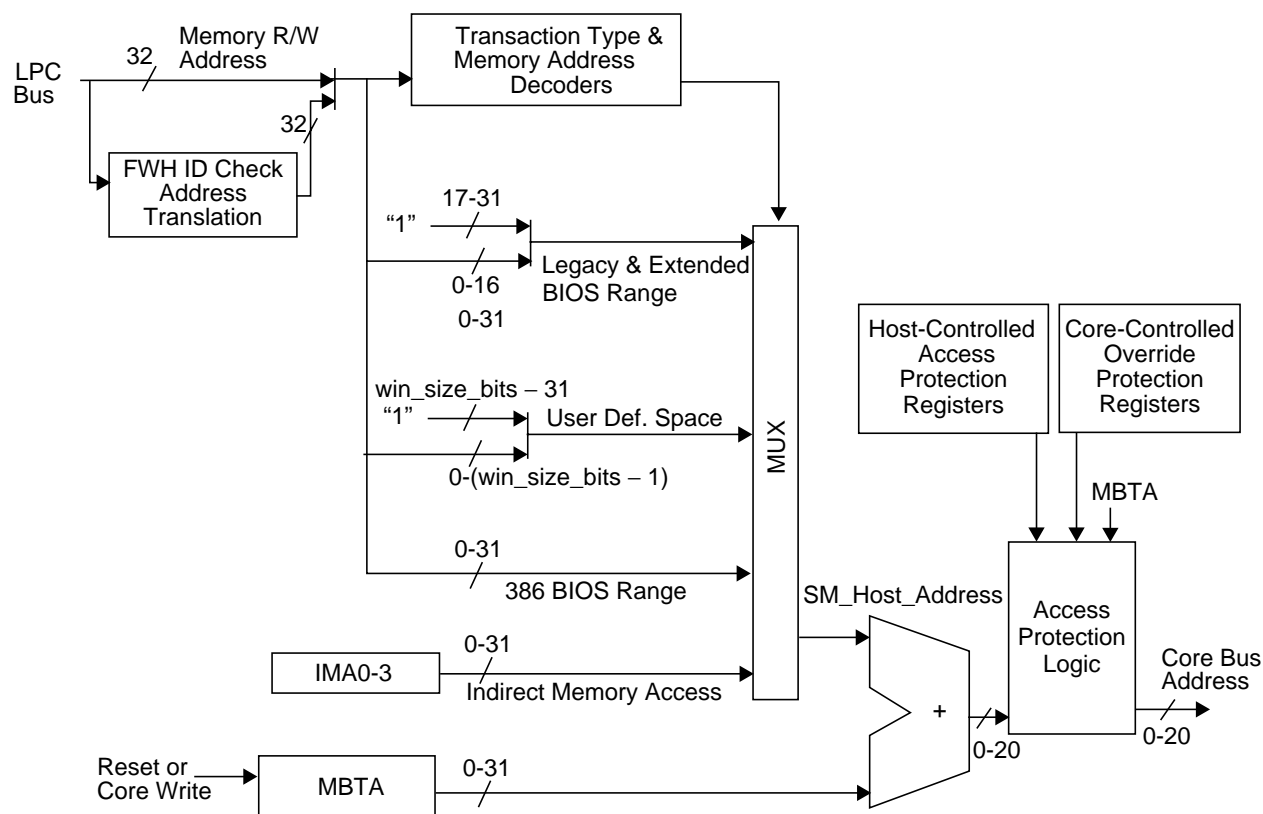 LPC
Bus
32
Memory R/W
Address
32
FWH ID Check
Address
Translation
Transaction Type &
Memory Address
Decoders
17-31
“1”
0-16
0-31
Legacy & Extended
BIOS Range
win_size_bits – 31
“1”
User Def. Space
0-(win_size_bits – 1)
0-31
386 BIOS Range
IMA0-3
0-31
Indirect Memory Access
Reset or
Core Write
MBTA
0-31
MUX
SM_Host_Address
+
0-20
Host-Controlled
Access
Protection
Registers
Core-Controlled
Override
Protection
Registers
MBTA
Access
Protection
Logic
Core Bus
Address
0-20